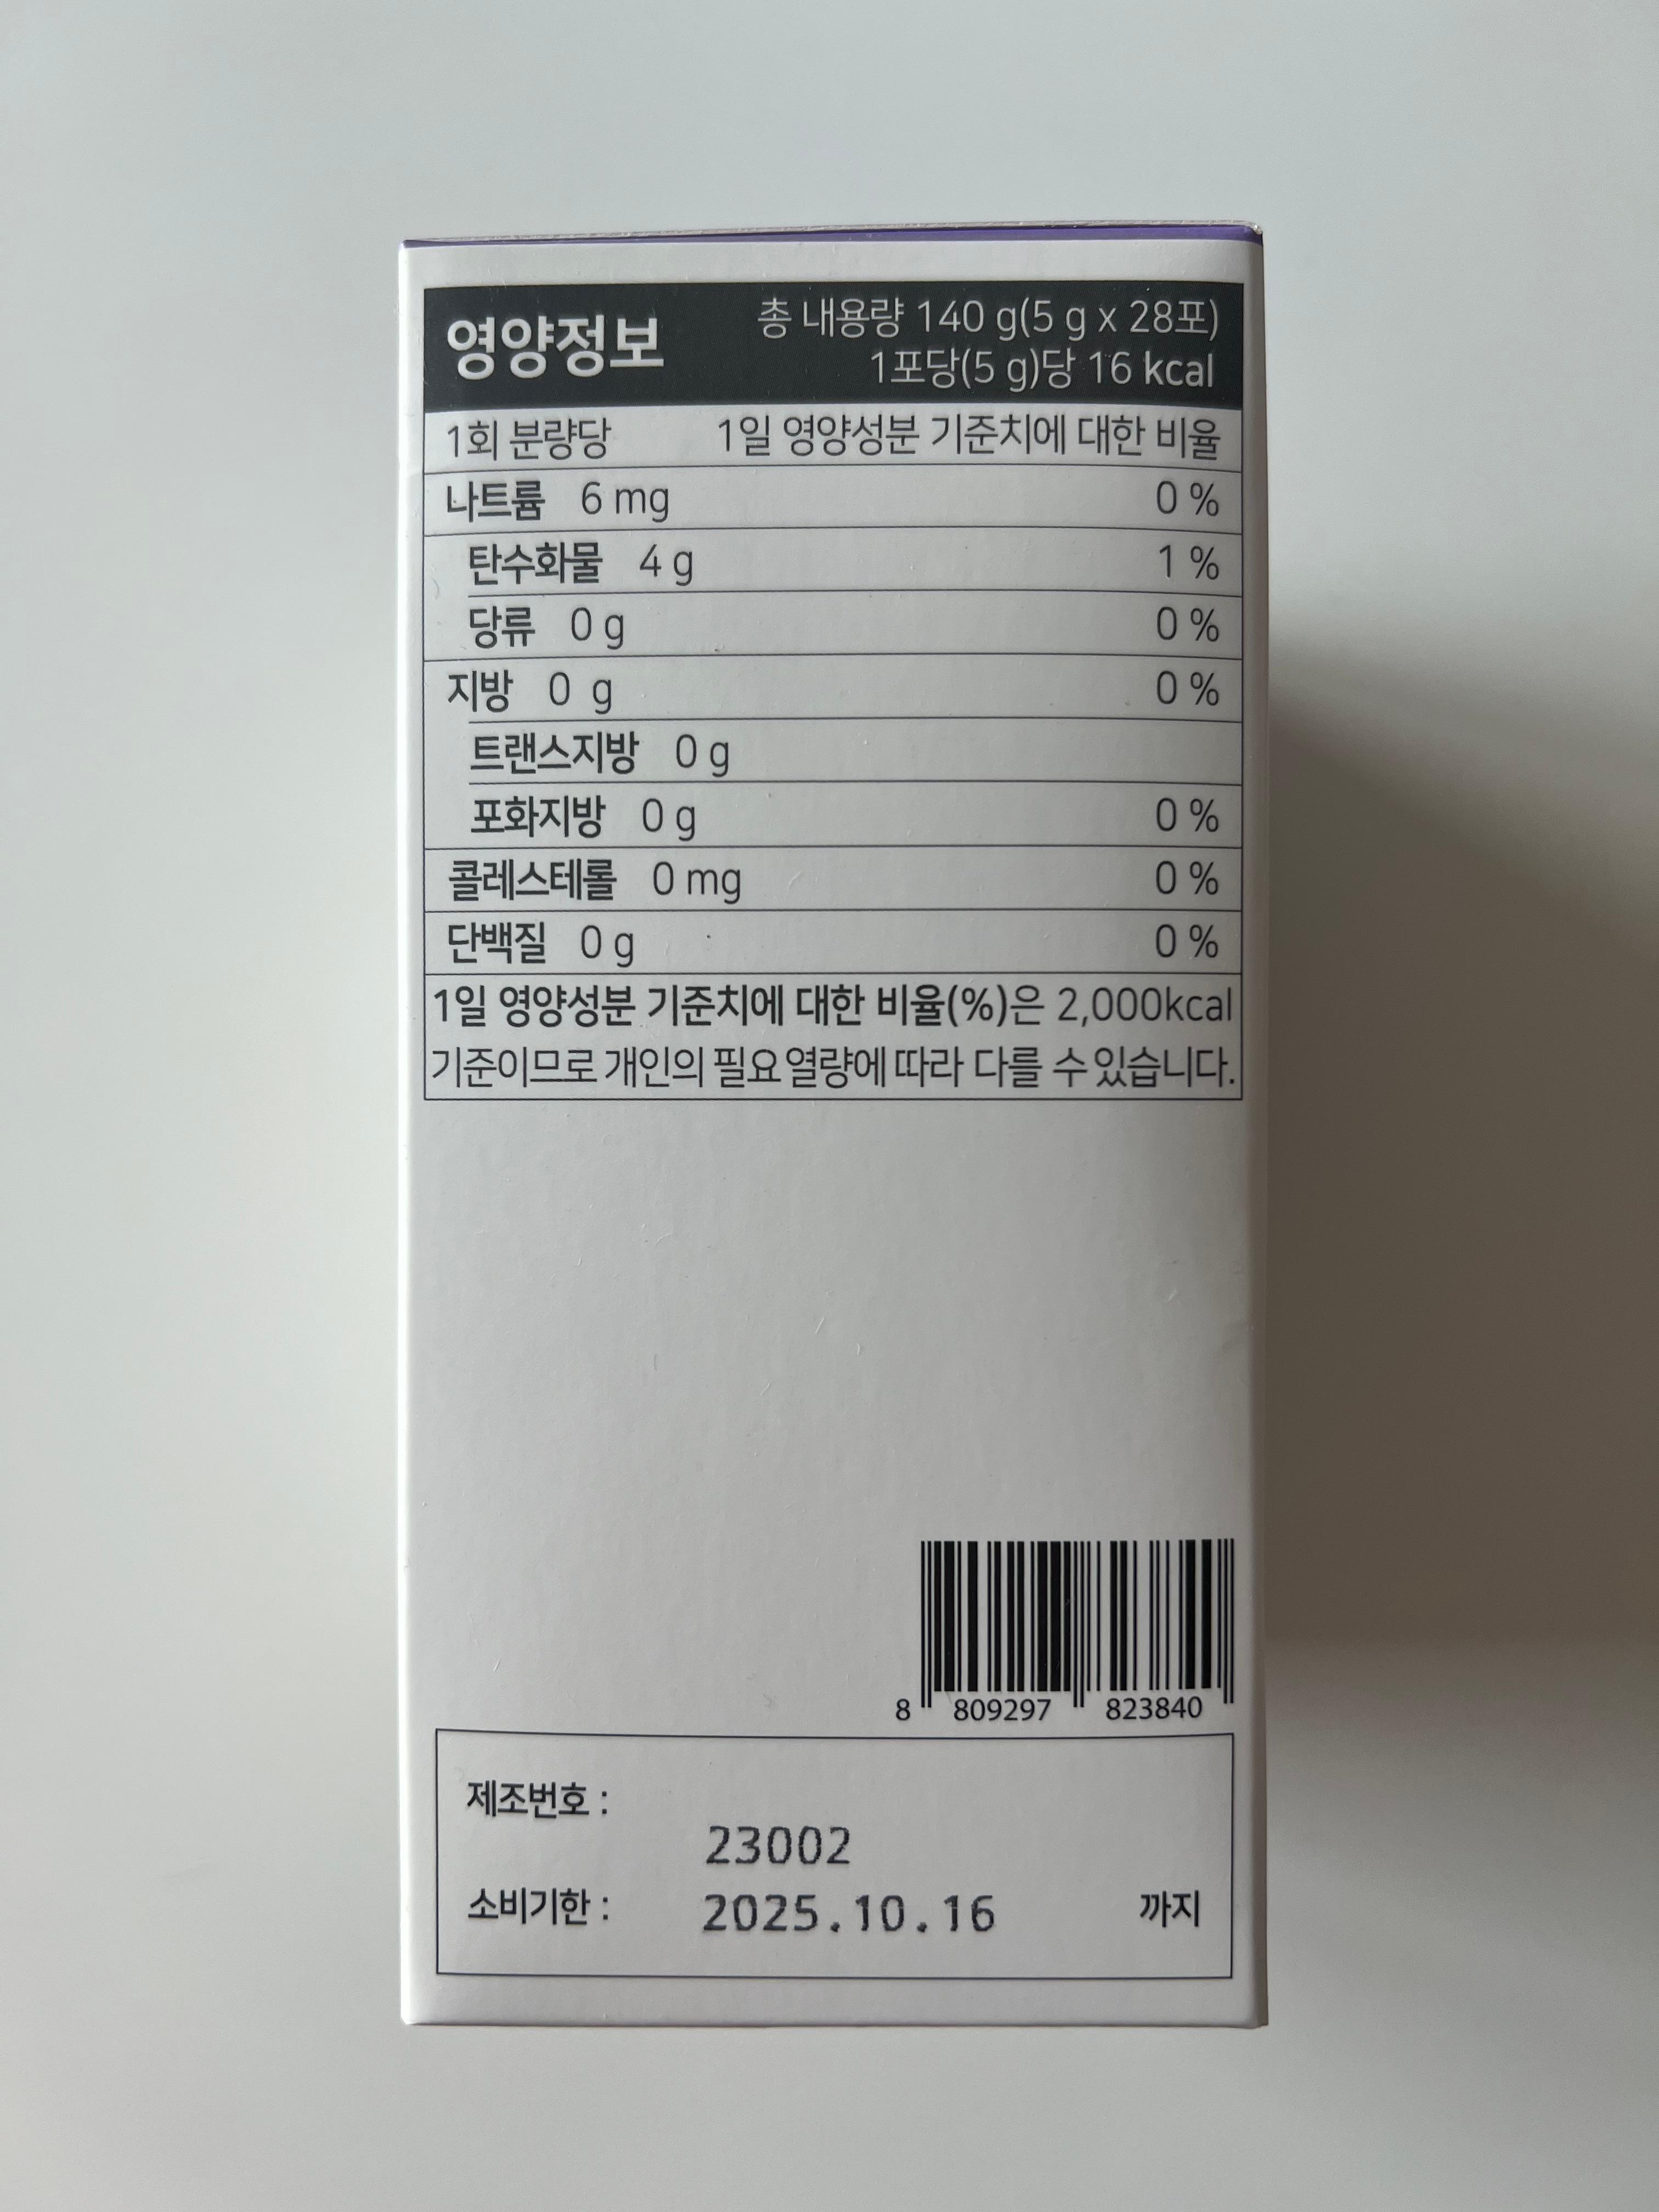 영양정보
총 내용량 140 g(5 g x 28포)
1포당(5 g)당 16 kcal
1회 분량당 1일 영양성분 기준치에 대한 비율
나트륨 6 mg 0 %
탄수화물 4 g 1 %
당류 0 g 0 %
지방 0 g 0 %
트랜스지방 0 g
포화지방 0 g 0 %
콜레스테롤 0 mg 0 %
단백질 0 g 0 %
1일 영양성분 기준치에 대한 비율(%)은 2,000kcal
기준이므로 개인의 필요 열량에 따라 다를 수 있습니다.
8 809297 823840
제조번호 :
23002
소비기한 : 2025.10.16 까지